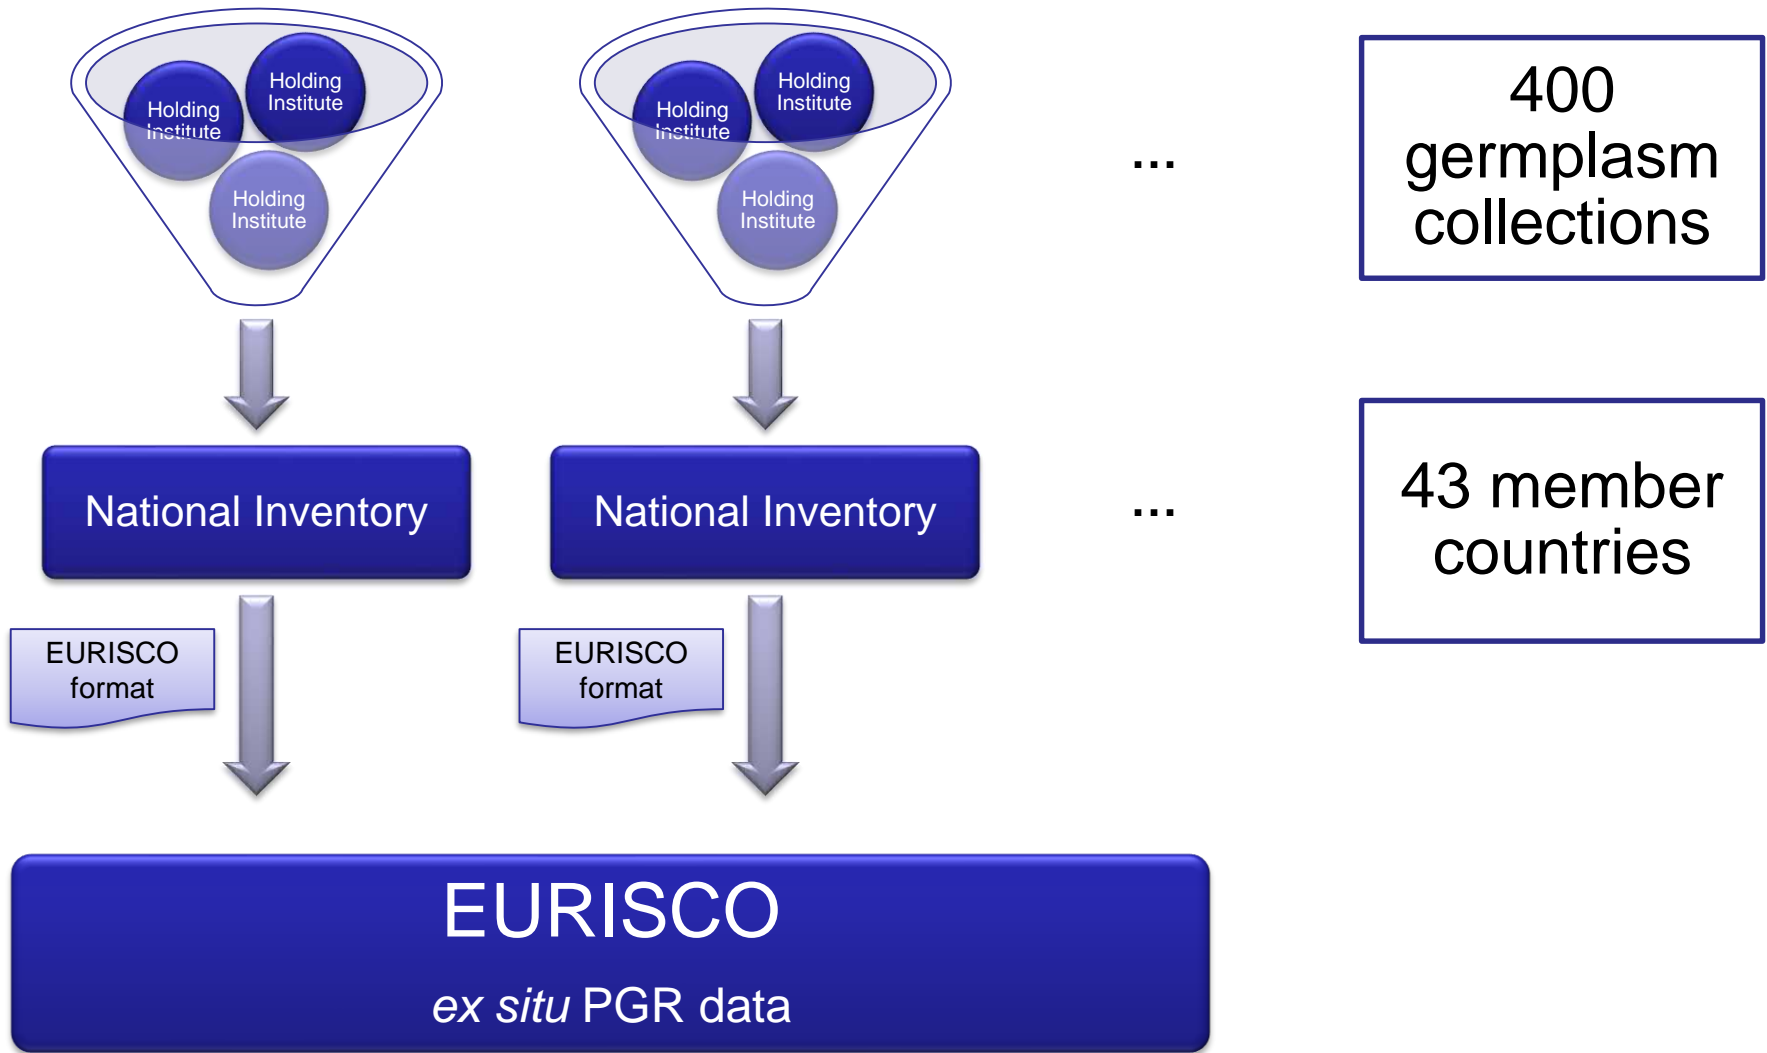 Holding
Institute
Holding
Institute
Holding
Institute
Holding
Institute
Holding
Institute
Holding
Institute
...
400
germplasm
collections
National Inventory
National Inventory
...
43 member
countries
EURISCO
format
EURISCO
format
EURISCO
ex situ PGR data